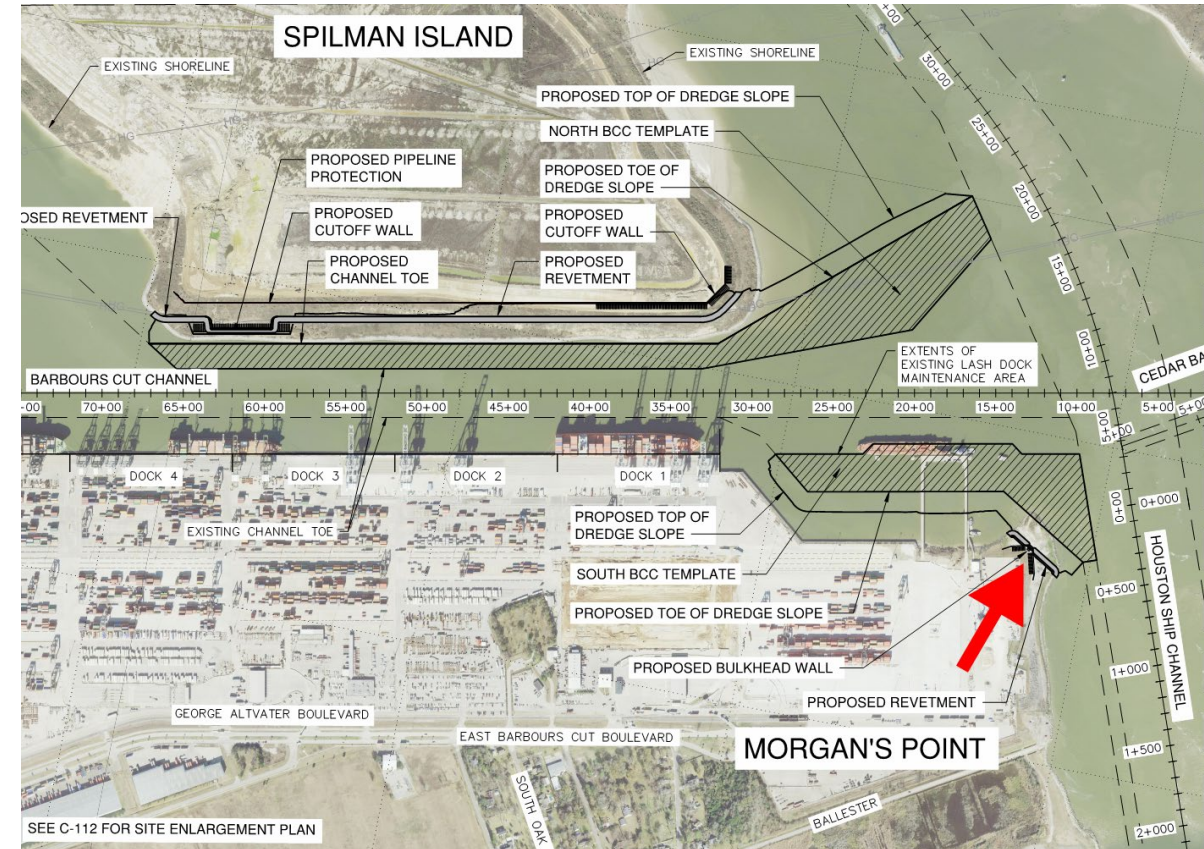 SPILMAN ISLAND
EXISTING SHORELINE
EXISTING SHORELINE
PROPOSED TOP OF DREDGE SLOPE
NORTH BCC TEMPLATE
PROPOSED PIPELINE
PROTECTION
PROPOSED TOE OF
DREDGE SLOPE
OSED REVETMENT
PROPOSED
CUTOFF WALL
PROPOSED
CUTOFF WALL
PROPOSED
CHANNEL TOE
PROPOSED
REVETMENT
+00
30+00
25+00
20+00
15+00
10+00
5+00
0+00
EXTENTS OF
EXISTING LASH DOCK
MAINTENANCE AREA
CEDAR BA
BARBOURS CUT CHANNEL
+00
70+00
65+00
60+00
55+00
50+00
45+00
40+00
35+00
30+00
25+00
20+00
15+00
10+00
5+00
5+00
DOCK 4
DOCK 3
DOCK 2
DOCK 1
EXISTING CHANNEL TOE
PROPOSED TOP OF
DREDGE SLOPE
SOUTH BCC TEMPLATE
PROPOSED TOE OF DREDGE SLOPE
PROPOSED BULKHEAD WALL
PROPOSED REVETMENT
0+000
0+500
1+000
1+500
2+000
HOUSTON SHIP CHANNEL
GEORGE ALTVATER BOULEVARD
EAST BARBOURS CUT BOULEVARD
MORGAN'S POINT
SOUTH OAK
BALLESTER
SEE C-112 FOR SITE ENLARGEMENT PLAN